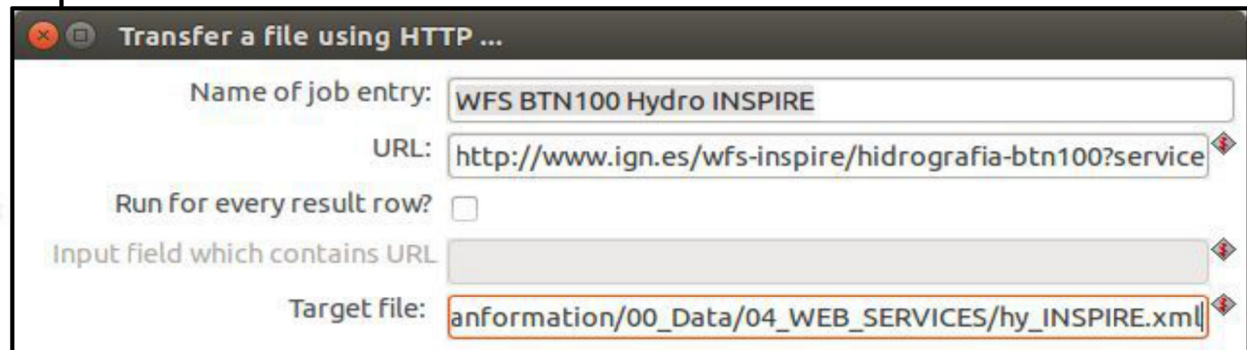 Transfer a file using HTTP ...
Name of job entry: WFS BTN100 Hydro INSPIRE
URL: http://www.ign.es/wfs-inspire/hidrografia-btn100?service
Run for every result row?
Input field which contains URL
Target file: anformation/00_Data/04_WEB_SERVICES/hy_INSPIRE.xml